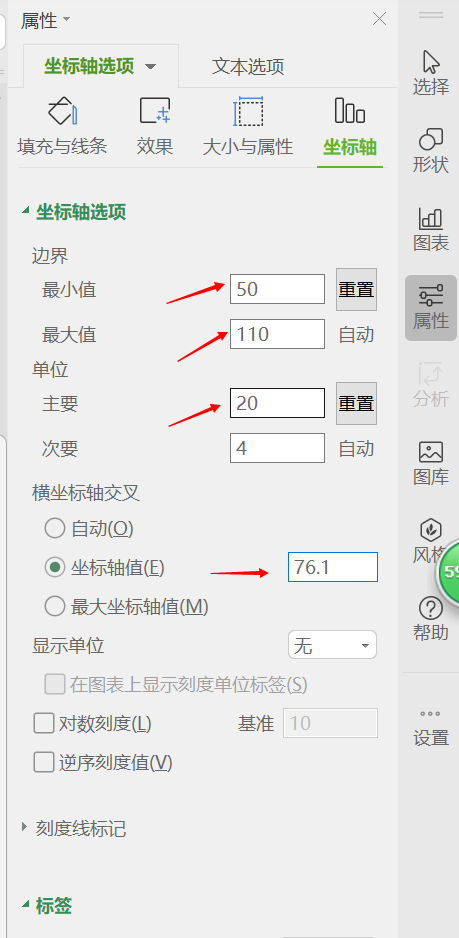 属性
坐标轴选项
文本选项
填充与线条
效果
大小与属性
坐标轴
坐标轴选项
边界
最小值 50 重置
最大值 110 自动
单位
主要 20 重置
次要 4 自动
横坐标轴交叉
自动(O)
坐标轴值(E) 76.1
最大坐标轴值(M)
显示单位 无
在图表上显示刻度单位标签(S)
对数刻度(L) 基准 10
逆序刻度值(V)
刻度线标记
标签
选择
形状
图表
属性
分析
图库
风格
59
帮助
设置